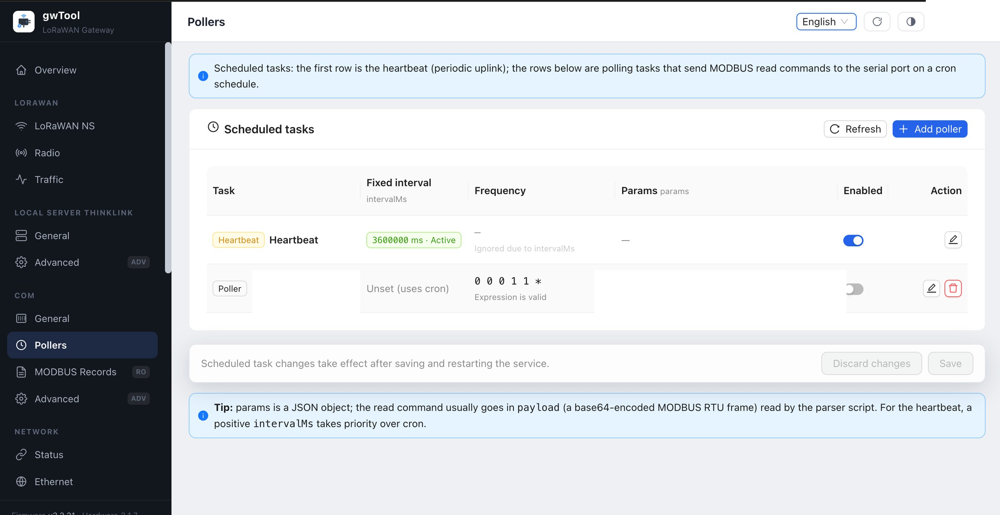 gwTool
LoRaWAN Gateway
Overview
LORAWAN
LoRaWAN NS
Radio
Traffic
LOCAL SERVER THINKLINK
General
Advanced ADV
COM
General
Pollers
MODBUS Records RO
Advanced ADV
NETWORK
Status
Ethernet
Pollers
English
Scheduled tasks: the first row is the heartbeat (periodic uplink); the rows below are polling tasks that send MODBUS read commands to the serial port on a cron
schedule.
Scheduled tasks
Refresh
Add poller
Task
Fixed interval
intervalMs
Frequency
Params params
Enabled
Action
Heartbeat Heartbeat
3600000 ms · Active
—
Ignored due to intervalMs
—
Poller
Unset (uses cron)
0 0 0 1 1 *
Expression is valid
Scheduled task changes take effect after saving and restarting the service.
Discard changes
Save
Tip: params is a JSON object; the read command usually goes in payload (a base64-encoded MODBUS RTU frame) read by the parser script. For the heartbeat, a
positive intervalMs takes priority over cron.